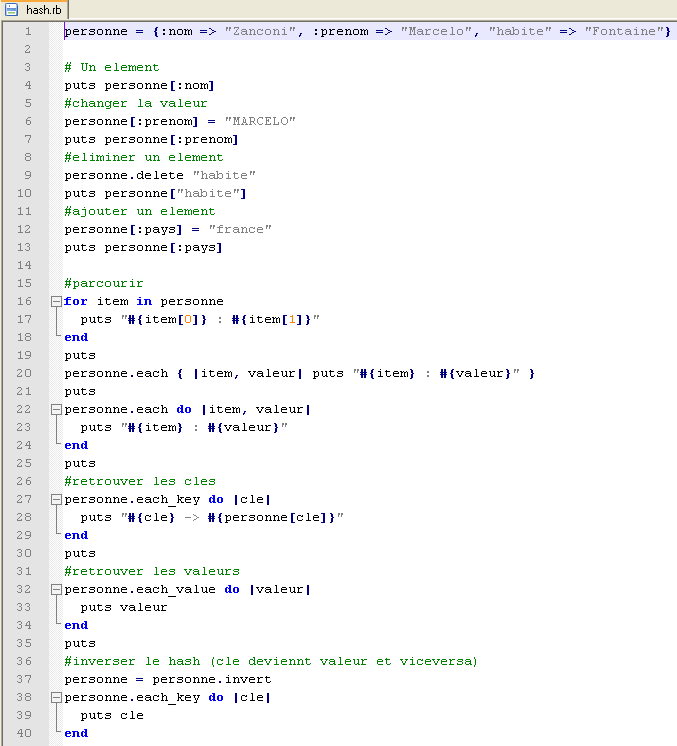 hash.rb
1 personne = {:nom => "Zanconi", :prenom => "Marcelo", "habite" => "Fontaine"}
2
3 # Un element
4 puts personne[:nom]
5 #changer la valeur
6 personne[:prenom] = "MARCELO"
7 puts personne[:prenom]
8 #eliminer un element
9 personne.delete "habite"
10 puts personne["habite"]
11 #ajouter un element
12 personne[:pays] = "france"
13 puts personne[:pays]
14
15 #parcourir
16 for item in personne
17   puts "#{item[0]} : #{item[1]}"
18 end
19 puts
20 personne.each { |item, valeur| puts "#{item} : #{valeur}" }
21 puts
22 personne.each do |item, valeur|
23   puts "#{item} : #{valeur}"
24 end
25 puts
26 #retrouver les cles
27 personne.each_key do |cle|
28   puts "#{cle} -> #{personne[cle]}"
29 end
30 puts
31 #retrouver les valeurs
32 personne.each_value do |valeur|
33   puts valeur
34 end
35 puts
36 #inverser le hash (cle deviennt valeur et viceversa)
37 personne = personne.invert
38 personne.each_key do |cle|
39   puts cle
40 end